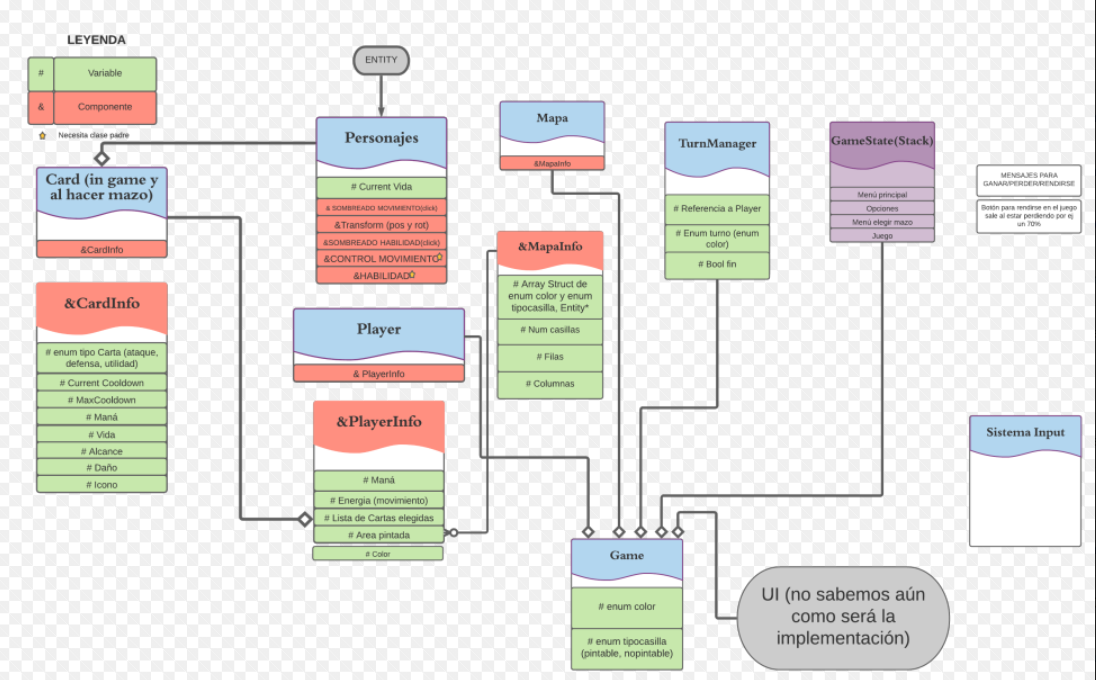 LEYENDA
#
Variable
&
Componente
Necesita clase padre
ENTITY
Card (in game y
al hacer mazo)
&CardInfo
&CardInfo
# enum tipo Carta (ataque,
defensa, utilidad)
# Current Cooldown
# MaxCooldown
# Maná
# Vida
# Alcance
# Daño
# Icono
Personajes
# Current Vida
& SOMBREADO MOVIMIENTO(click)
&Transform (pos y rot)
&SOMBREADO HABILIDAD(click)
&CONTROL MOVIMIENTO
&HABILIDAD
Player
& PlayerInfo
&PlayerInfo
# Maná
# Energia (movimiento)
# Lista de Cartas elegidas
# Area pintada
# Color
Mapa
&MapaInfo
&MapaInfo
# Array Struct de
enum color y enum
tipocasilla, Entity*
# Num casillas
# Filas
# Columnas
TurnManager
# Referencia a Player
# Enum turno (enum
color)
# Bool fin
GameState(Stack)
Menú principal
Opciones
Menú elegir mazo
Juego
MENSAJES PARA
GANAR/PERDER/RENDIRSE
Botón para rendirse en el juego
sale al estar perdiendo por ej
un 70%
Sistema Input
Game
# enum color
# enum tipocasilla
(pintable, nopintable)
UI (no sabemos aún
como será la
implementación)